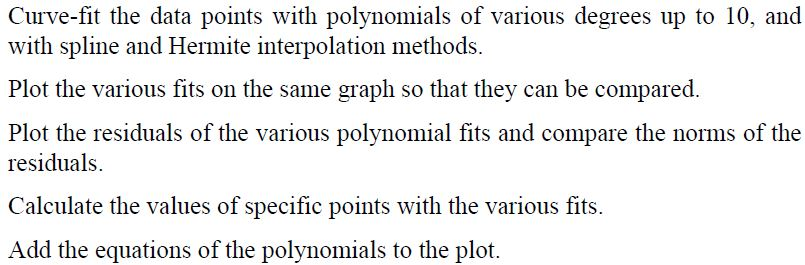 Curve-fit the data points with polynomials of various degrees up to 10, and
with spline and Hermite interpolation methods.
Plot the various fits on the same graph so that they can be compared.
Plot the residuals of the various polynomial fits and compare the norms of the
residuals.
Calculate the values of specific points with the various fits.
Add the equations of the polynomials to the plot.